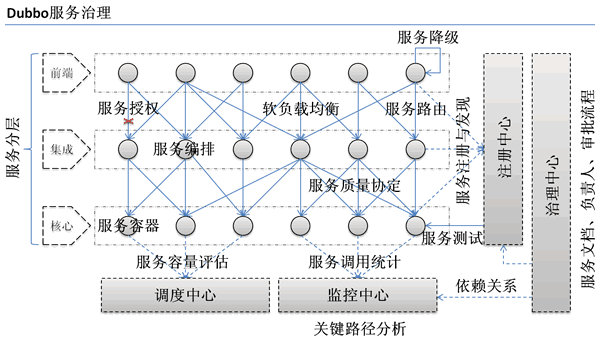 Dubbo服务治理
服务降级
前端
服务授权
软负载均衡
服务路由
服务分层
集成
服务编排
服务注册与发现
注册中心
治理中心
服务文档、负责人、审批流程
服务质量协定
核心
服务容器
服务测试
服务容量评估
服务调用统计
调度中心
监控中心
依赖关系
关键路径分析